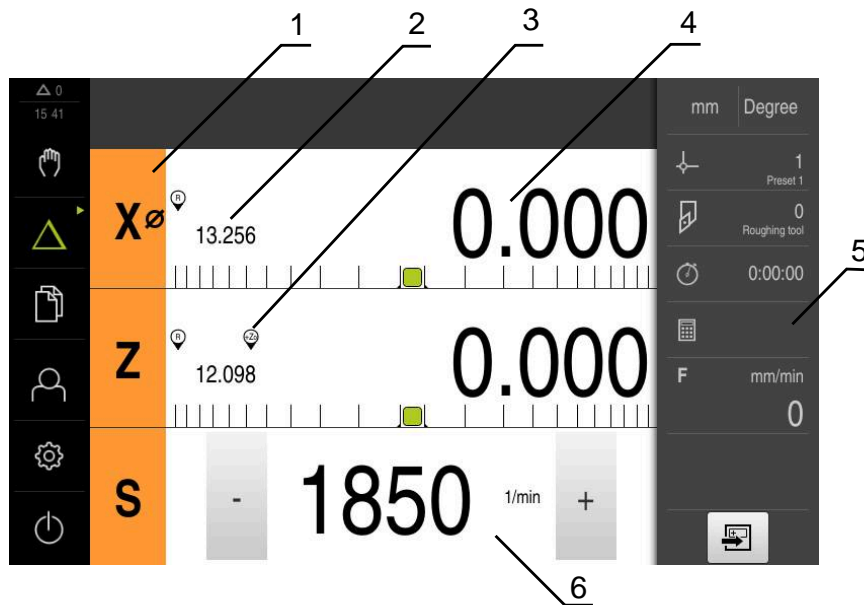 1 2 3 4
△ 0
15 41
mm Degree
1
Preset 1
X⌀
R
13.256
0.000
0
Roughing tool
5
0:00:00
Z
R +Z₀
12.098
0.000
F mm/min
0
S
-
1850
1/min
+
6